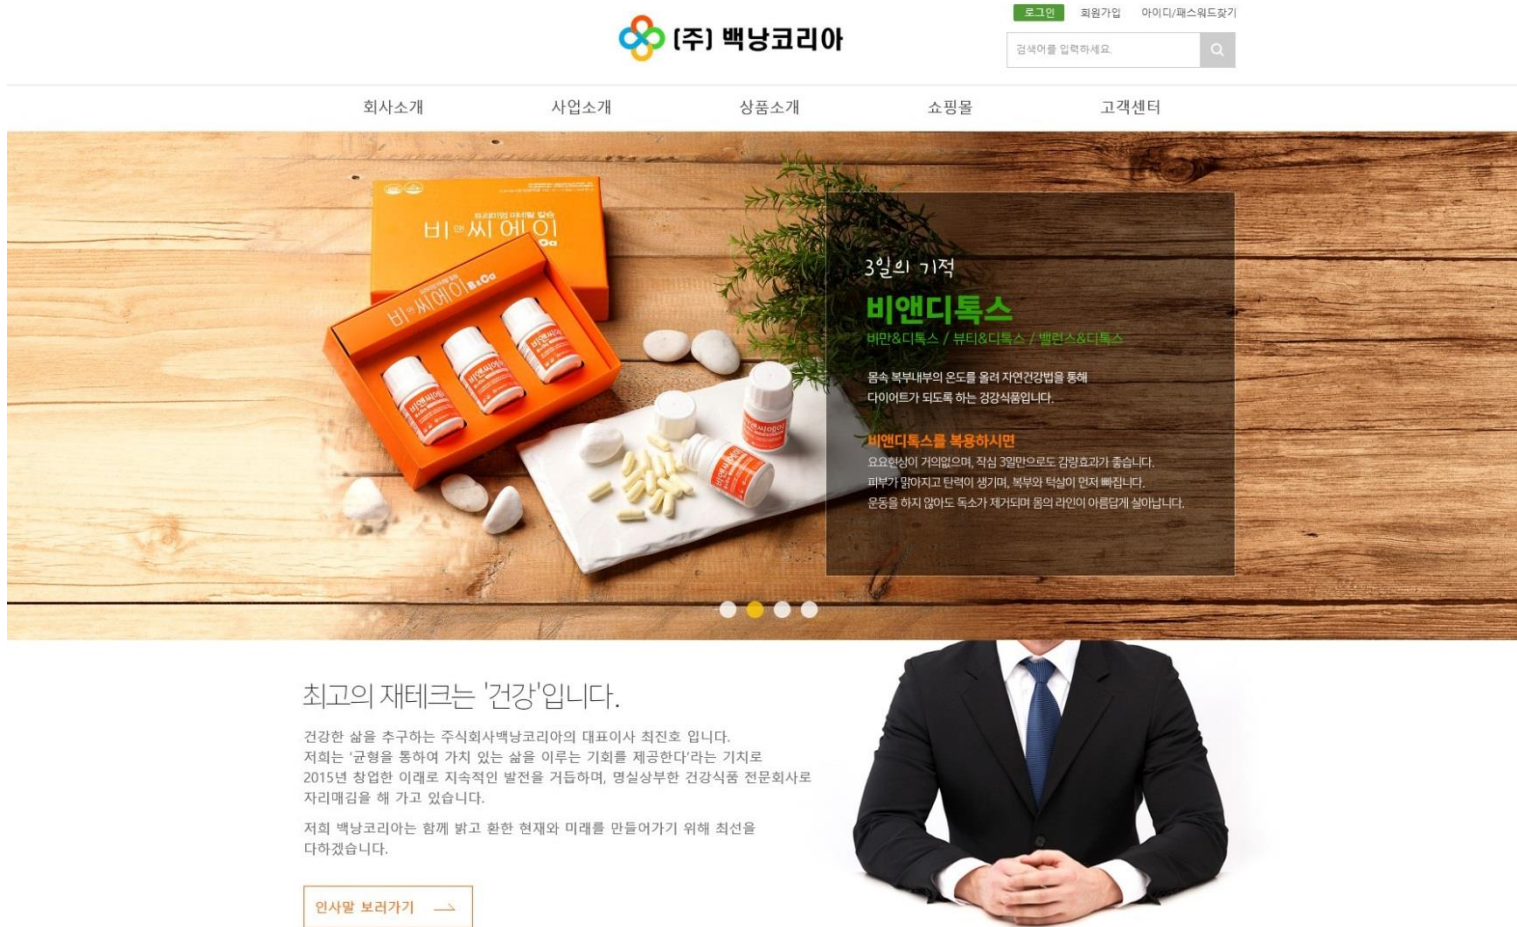 로그인 회원가입 아이디/패스워드찾기
(주) 백낭코리아
검색어를 입력하세요.
회사소개 사업소개 상품소개 쇼핑몰 고객센터
프리미엄 미네랄 칼슘
비앤씨에이
비앤씨에이 B&Ca
3일의 기적
비앤디톡스
비만&디톡스 / 뷰티&디톡스 / 밸런스&디톡스
몸속 복부내부의 온도를 올려 자연건강법을 통해
다이어트가 되도록 하는 겅강식품입니다.
비앤디톡스를 복용하시면
요요현상이 거의없으며, 작심 3일만으로도 감량효과가 좋습니다.
피부가 맑아지고 탄력이 생기며, 복부와 턱살이 먼저 빠집니다.
운동을 하지 않아도 독소가 제거되며 몸의 라인이 아름답게 살아납니다.
최고의 재테크는 '건강'입니다.
건강한 삶을 추구하는 주식회사백낭코리아의 대표이사 최진호 입니다.
저희는 '균형을 통하여 가치 있는 삶을 이루는 기회를 제공한다'라는 기치로
2015년 창업한 이래로 지속적인 발전을 거듭하며, 명실상부한 건강식품 전문회사로
자리매김을 해 가고 있습니다.
저희 백낭코리아는 함께 밝고 환한 현재와 미래를 만들어가기 위해 최선을
다하겠습니다.
인사말 보러가기